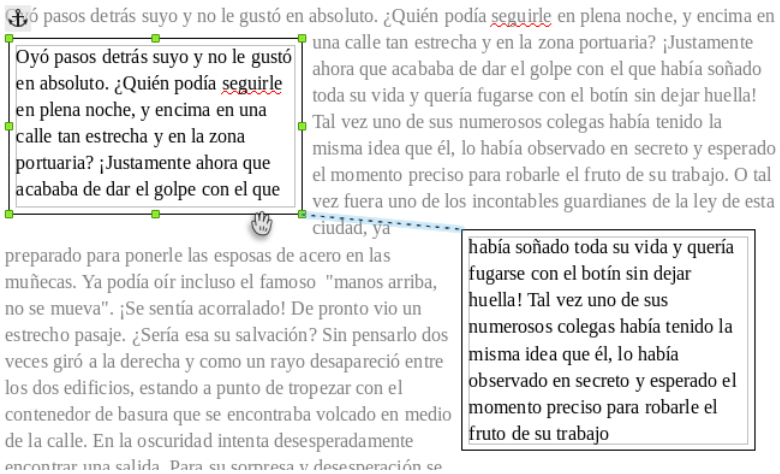 pasos detrás suyo y no le gustó en absoluto. ¿Quién podía seguirle en plena noche, y encima en
una calle tan estrecha y en la zona portuaria? ¡Justamente
ahora que acababa de dar el golpe con el que había soñado
toda su vida y quería fugarse con el botín sin dejar huella!
Tal vez uno de sus numerosos colegas había tenido la
misma idea que él, lo había observado en secreto y esperado
el momento preciso para robarle el fruto de su trabajo. O tal
vez fuera uno de los incontables guardianes de la ley de esta
ciudad, ya
Oyó pasos detrás suyo y no le gustó
en absoluto. ¿Quién podía seguirle
en plena noche, y encima en una
calle tan estrecha y en la zona
portuaria? ¡Justamente ahora que
acababa de dar el golpe con el que
había soñado toda su vida y quería
fugarse con el botín sin dejar
huella! Tal vez uno de sus
numerosos colegas había tenido la
misma idea que él, lo había
observado en secreto y esperado el
momento preciso para robarle el
fruto de su trabajo
preparado para ponerle las esposas de acero en las
muñecas. Ya podía oír incluso el famoso "manos arriba,
no se mueva". ¡Se sentía acorralado! De pronto vio un
estrecho pasaje. ¿Sería esa su salvación? Sin pensarlo dos
veces giró a la derecha y como un rayo desapareció entre
los dos edificios, estando a punto de tropezar con el
contenedor de basura que se encontraba volcado en medio
de la calle. En la oscuridad intenta desesperadamente
encontrar una salida. Para su sorpresa y desesperación se